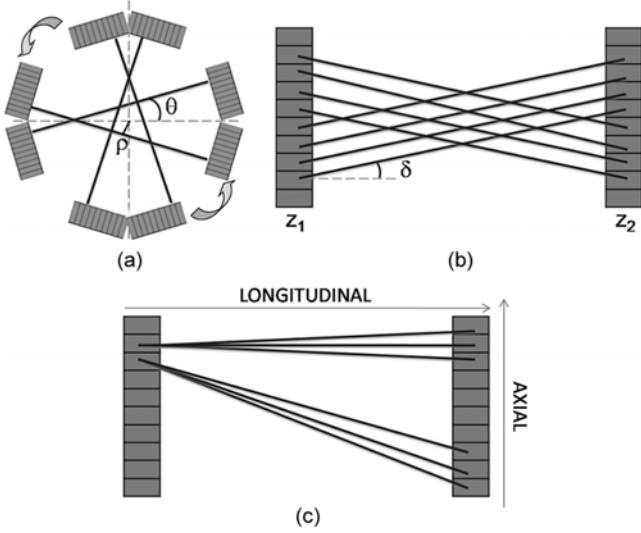 θ
ρ
δ
z₁
z₂
(a)
(b)
LONGITUDINAL
AXIAL
(c)